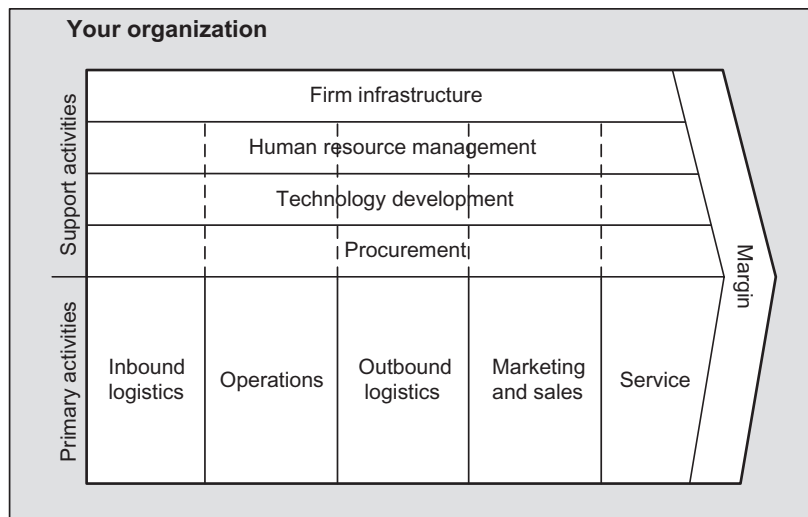 Your organization
Support activities
Firm infrastructure
Human resource management
Technology development
Procurement
Margin
Primary activities
Inbound
logistics
Operations
Outbound
logistics
Marketing
and sales
Service